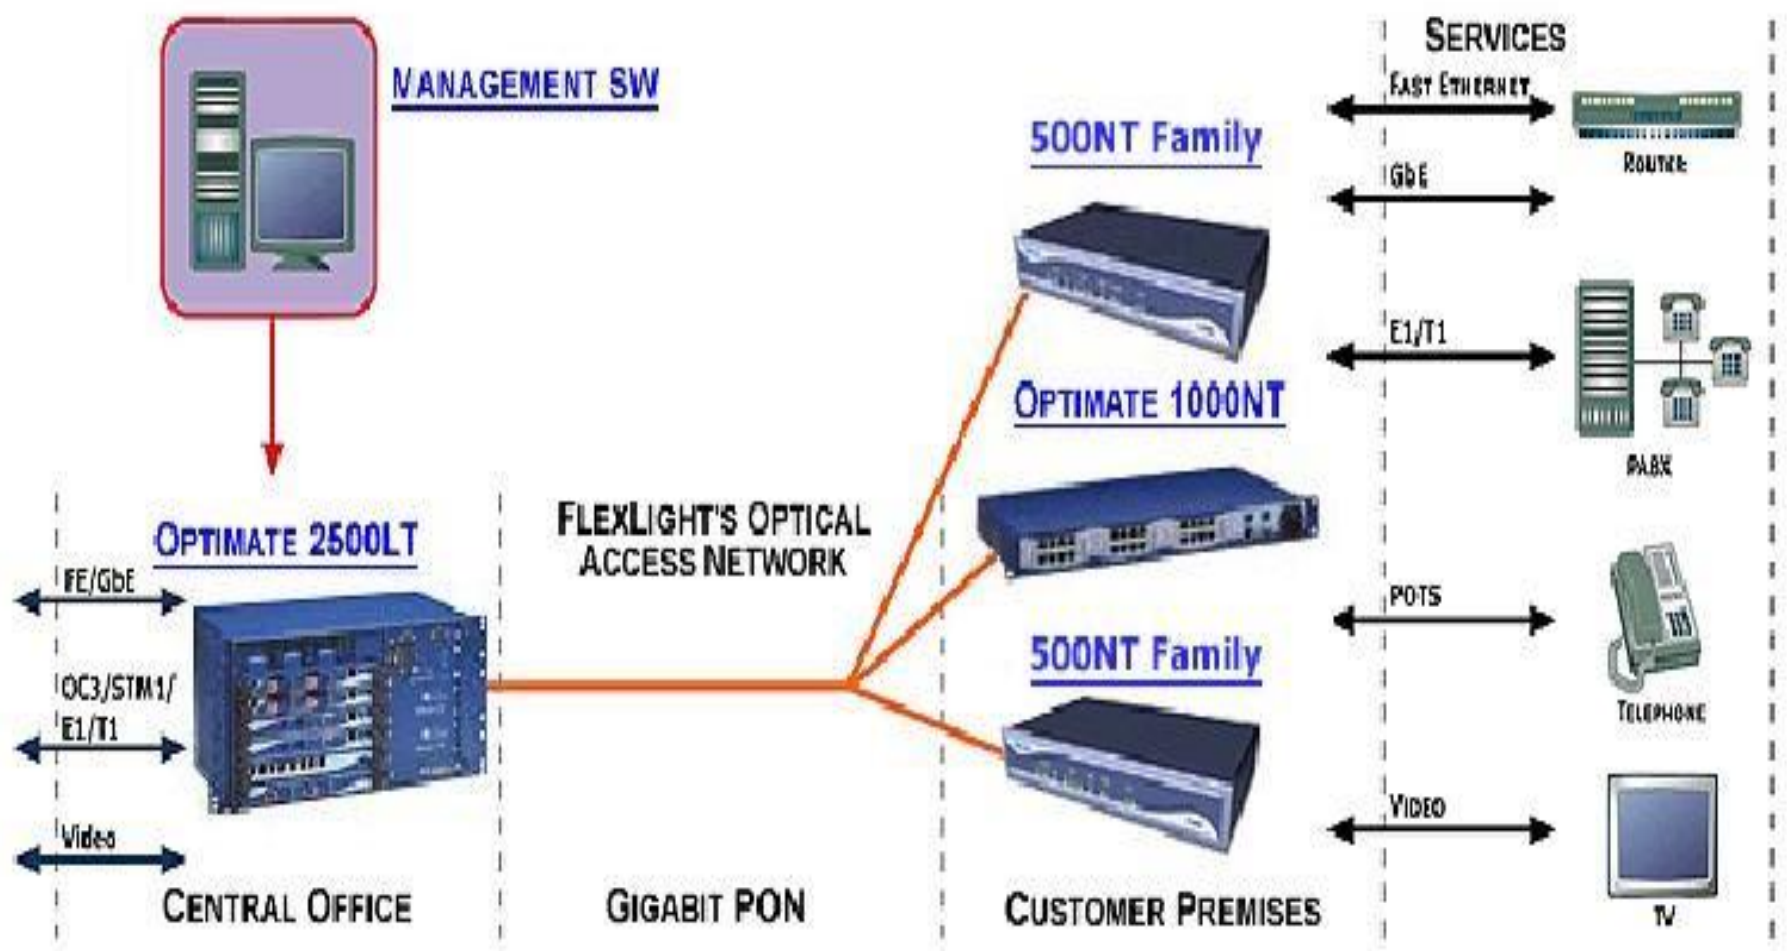 SERVICES
MANAGEMENT SW
FAST ETHERNET
500NT Family
ROUTER
GbE
E1/T1
OPTIMATE 1000NT
PABX
OPTIMATE 2500LT
FLEXLIGHT'S OPTICAL
ACCESS NETWORK
FE/GbE
POTS
500NT Family
OC3/STM1/
E1/T1
TELEPHONE
VIDEO
Video
CENTRAL OFFICE
GIGABIT PON
CUSTOMER PREMISES
TV